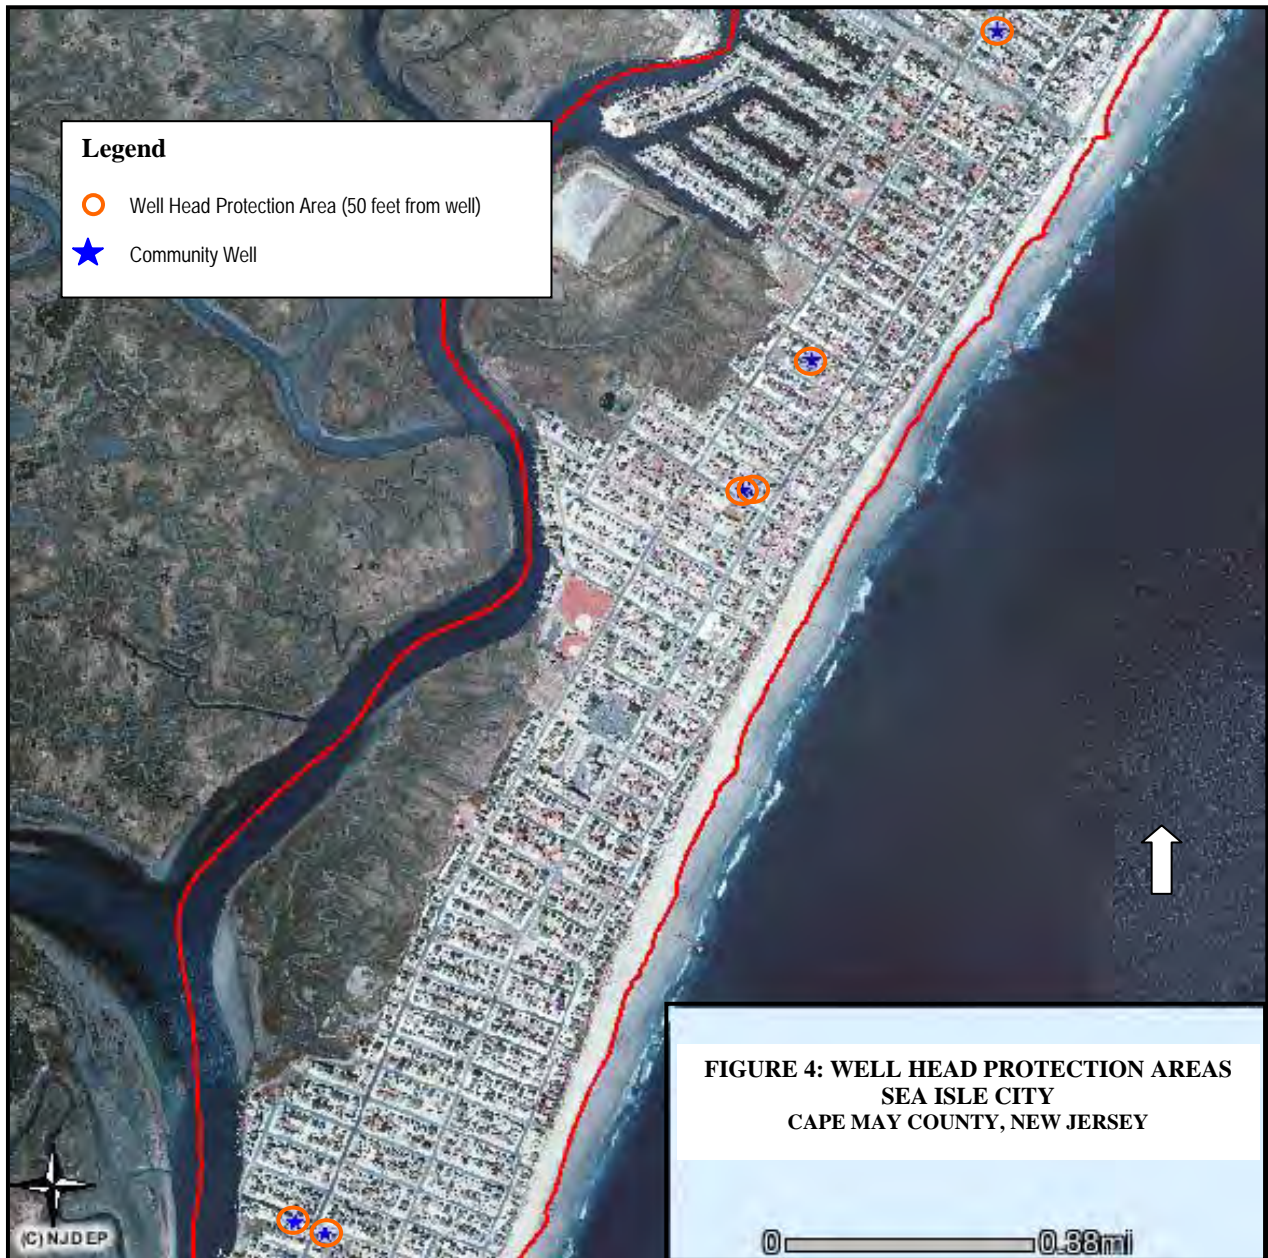 Legend
Well Head Protection Area (50 feet from well)
Community Well
FIGURE 4: WELL HEAD PROTECTION AREAS
SEA ISLE CITY
CAPE MAY COUNTY, NEW JERSEY
(C) NJDEP
0 0.38mi